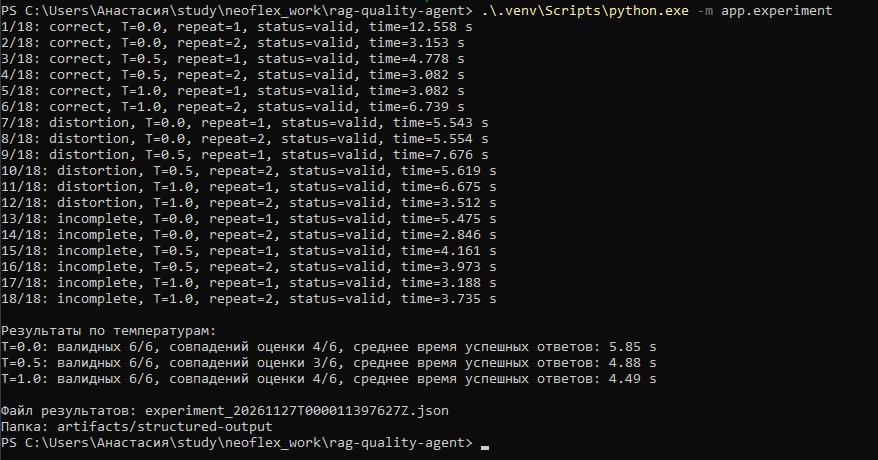 PS C:\Users\Анастасия\study\neoflex_work\rag-quality-agent> .\.venv\Scripts\python.exe -m app.experiment
1/18: correct, T=0.0, repeat=1, status=valid, time=12.558 s
2/18: correct, T=0.0, repeat=2, status=valid, time=3.153 s
3/18: correct, T=0.5, repeat=1, status=valid, time=4.778 s
4/18: correct, T=0.5, repeat=2, status=valid, time=3.082 s
5/18: correct, T=1.0, repeat=1, status=valid, time=3.082 s
6/18: correct, T=1.0, repeat=2, status=valid, time=6.739 s
7/18: distortion, T=0.0, repeat=1, status=valid, time=5.543 s
8/18: distortion, T=0.0, repeat=2, status=valid, time=5.554 s
9/18: distortion, T=0.5, repeat=1, status=valid, time=7.676 s
10/18: distortion, T=0.5, repeat=2, status=valid, time=5.619 s
11/18: distortion, T=1.0, repeat=1, status=valid, time=6.675 s
12/18: distortion, T=1.0, repeat=2, status=valid, time=3.512 s
13/18: incomplete, T=0.0, repeat=1, status=valid, time=5.475 s
14/18: incomplete, T=0.0, repeat=2, status=valid, time=2.846 s
15/18: incomplete, T=0.5, repeat=1, status=valid, time=4.161 s
16/18: incomplete, T=0.5, repeat=2, status=valid, time=3.973 s
17/18: incomplete, T=1.0, repeat=1, status=valid, time=3.188 s
18/18: incomplete, T=1.0, repeat=2, status=valid, time=3.735 s
Результаты по температурам:
T=0.0: валидных 6/6, совпадений оценки 4/6, среднее время успешных ответов: 5.85 s
T=0.5: валидных 6/6, совпадений оценки 3/6, среднее время успешных ответов: 4.88 s
T=1.0: валидных 6/6, совпадений оценки 4/6, среднее время успешных ответов: 4.49 s
Файл результатов: experiment_20261127T000011397627Z.json
Папка: artifacts/structured-output
PS C:\Users\Анастасия\study\neoflex_work\rag-quality-agent>